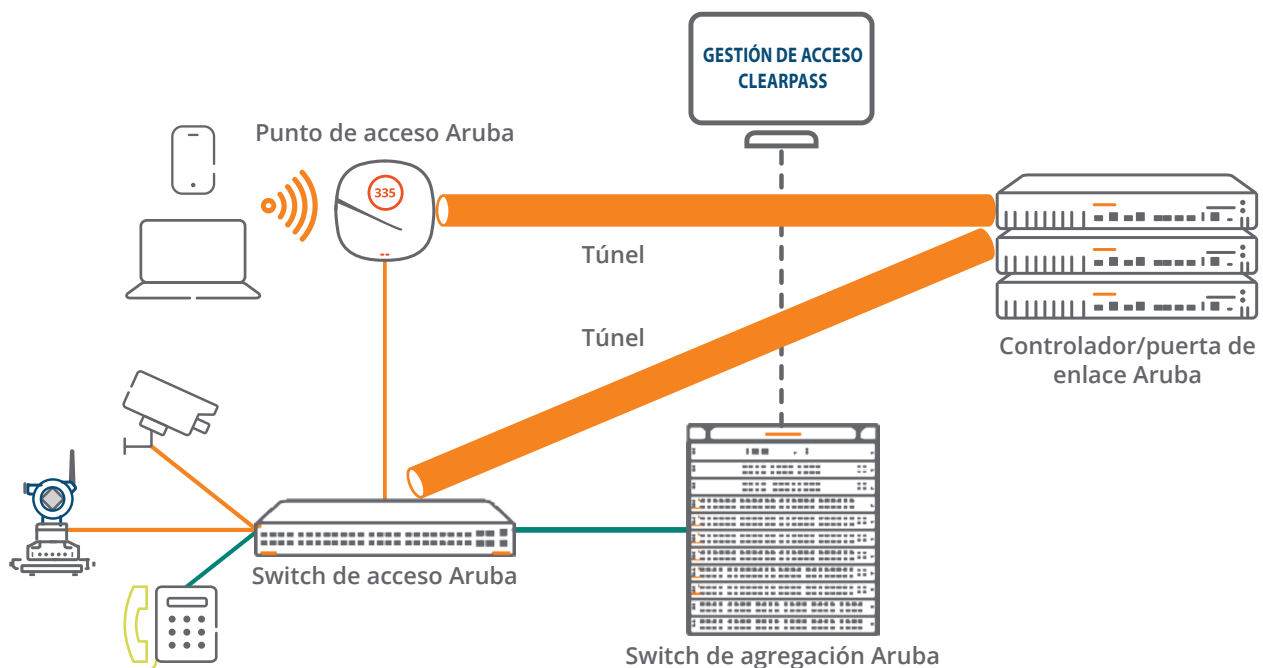 GESTIÓN DE ACCESO
CLEARPASS
Punto de acceso Aruba
335
Túnel
Túnel
Controlador/puerta de
enlace Aruba
Switch de acceso Aruba
Switch de agregación Aruba